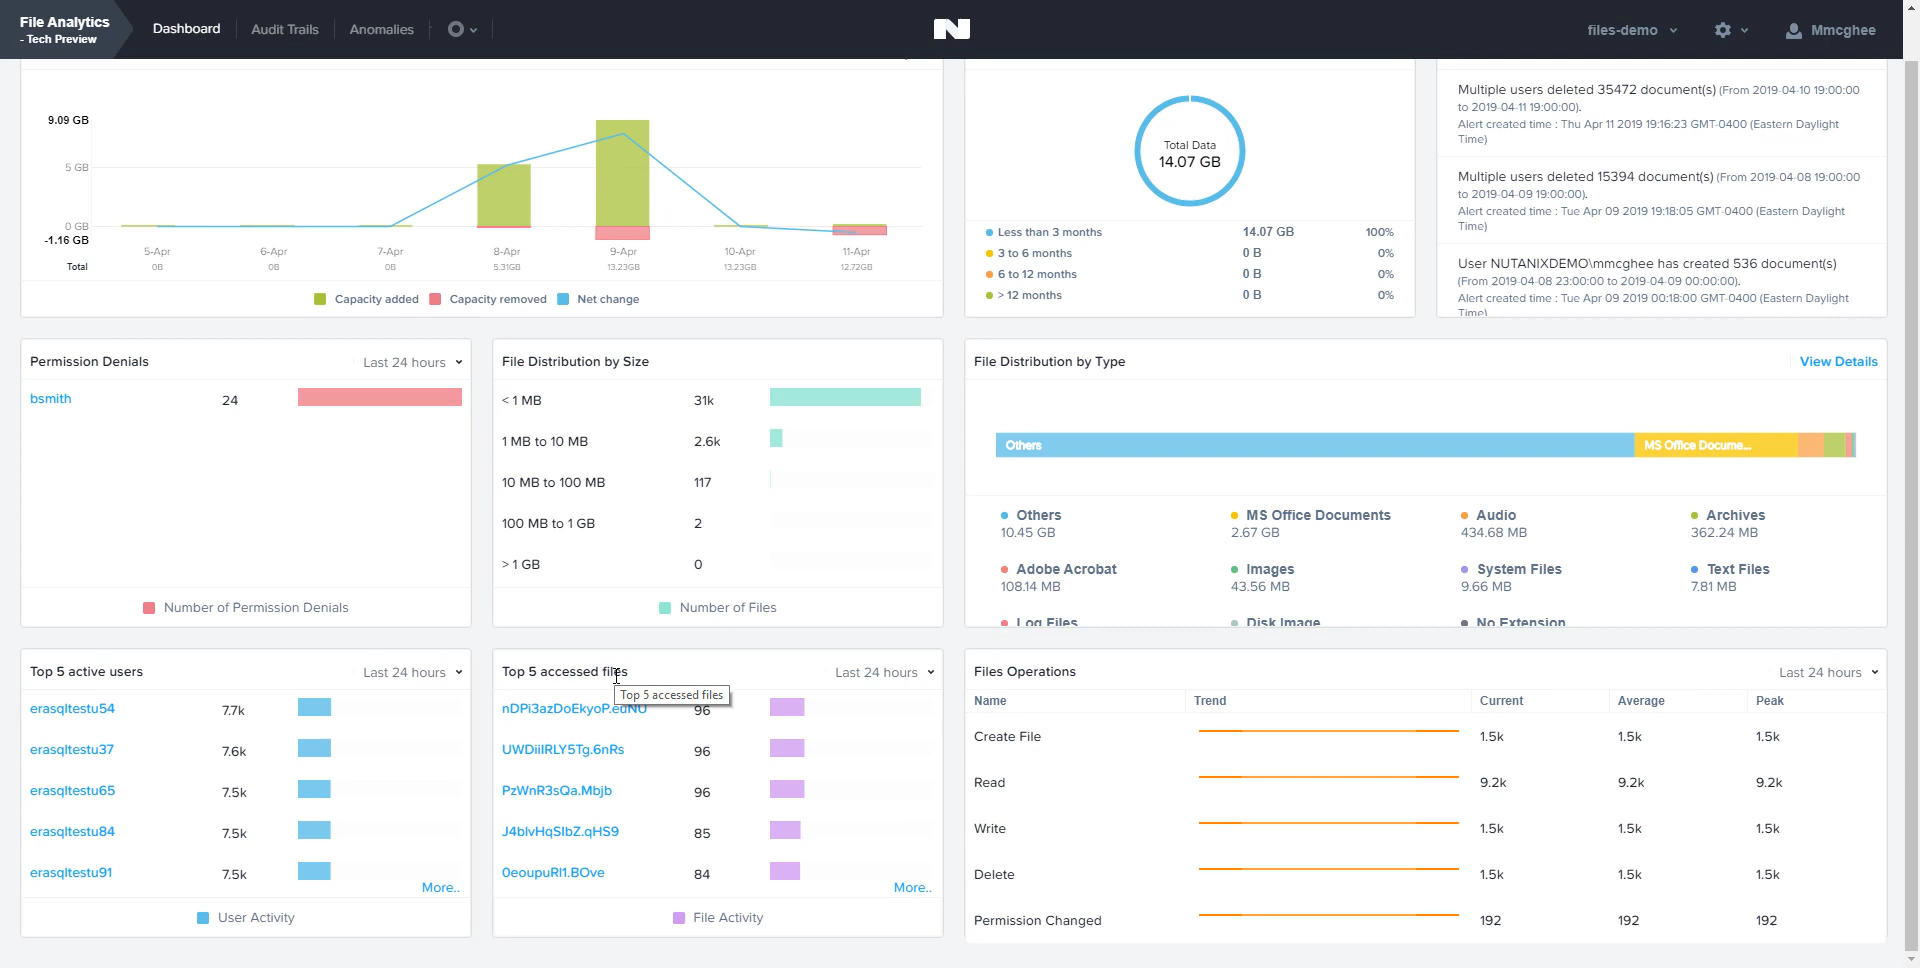 File Analytics
- Tech Preview
Dashboard
Audit Trails
Anomalies
files-demo
Mmcghee
9.09 GB
5 GB
0 GB
-1.16 GB
5-Apr 6-Apr 7-Apr 8-Apr 9-Apr 10-Apr 11-Apr
Total 0B 0B 0B 5.31GB 13.23GB 13.23GB 12.72GB
Capacity added Capacity removed Net change
Total Data
14.07 GB
Less than 3 months 14.07 GB 100%
3 to 6 months 0 B 0%
6 to 12 months 0 B 0%
> 12 months 0 B 0%
Multiple users deleted 35472 document(s) (From 2019-04-10 19:00:00
to 2019-04-11 19:00:00).
Alert created time : Thu Apr 11 2019 19:16:23 GMT-0400 (Eastern Daylight
Time)
Multiple users deleted 15394 document(s) (From 2019-04-08 19:00:00
to 2019-04-09 19:00:00).
Alert created time : Tue Apr 09 2019 19:18:05 GMT-0400 (Eastern Daylight
Time)
User NUTANIXDEMO\mmcghee has created 536 document(s)
(From 2019-04-08 23:00:00 to 2019-04-09 00:00:00).
Alert created time : Tue Apr 09 2019 00:18:00 GMT-0400 (Eastern Daylight
Time)
Permission Denials Last 24 hours
bsmith 24
Number of Permission Denials
File Distribution by Size
< 1 MB 31k
1 MB to 10 MB 2.6k
10 MB to 100 MB 117
100 MB to 1 GB 2
> 1 GB 0
Number of Files
File Distribution by Type View Details
Others MS Office Docume...
Others MS Office Documents Audio Archives
10.45 GB 2.67 GB 434.68 MB 362.24 MB
Adobe Acrobat Images System Files Text Files
108.14 MB 43.56 MB 9.66 MB 7.81 MB
Log Files Disk Image No Extension
Top 5 active users Last 24 hours
erasqltestu54 7.7k
erasqltestu37 7.6k
erasqltestu65 7.5k
erasqltestu84 7.5k
erasqltestu91 7.5k
More..
User Activity
Top 5 accessed files Last 24 hours
Top 5 accessed files
nDPi3azDoEkyoP.euNU 96
UWDiiIRLY5Tg.6nRs 96
PzWnR3sQa.Mbjb 96
J4blvHqSIbZ.qHS9 85
0eoupuRI1.BOve 84
More..
File Activity
Files Operations Last 24 hours
Name Trend Current Average Peak
Create File 1.5k 1.5k 1.5k
Read 9.2k 9.2k 9.2k
Write 1.5k 1.5k 1.5k
Delete 1.5k 1.5k 1.5k
Permission Changed 192 192 192